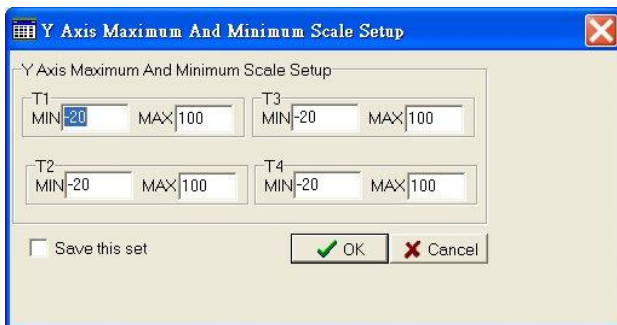 Y Axis Maximum And Minimum Scale Setup
Y Axis Maximum And Minimum Scale Setup
T1
MIN -20 MAX 100
T3
MIN -20 MAX 100
T2
MIN -20 MAX 100
T4
MIN -20 MAX 100
Save this set
OK
Cancel